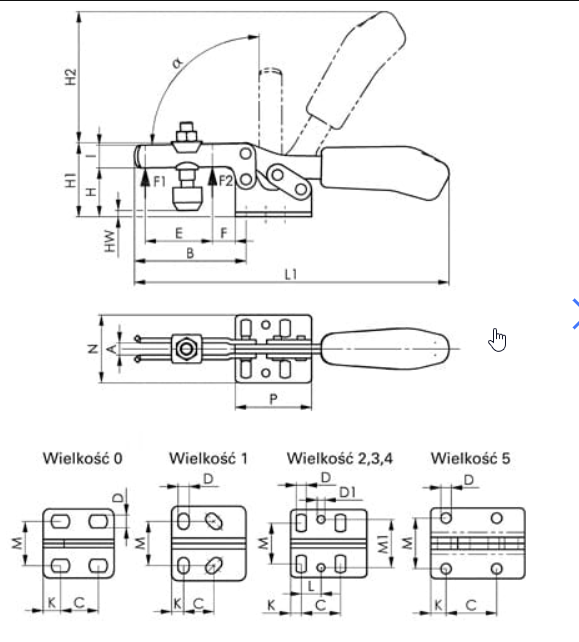 H2
α
I
H1
H
F1
F2
HW
E
F
B
L1
N
A
P
Wielkość 0
Wielkość 1
Wielkość 2,3,4
Wielkość 5
D
D
D
D1
D
M
M
M
M1
M
K
C
K
C
L
K
C
K
C